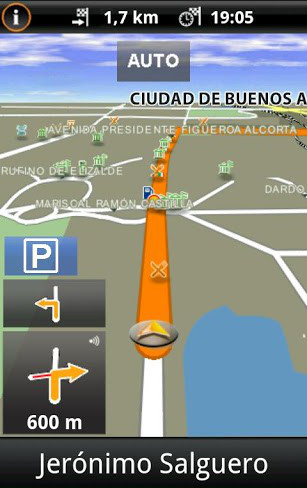 i 1,7 km 19:05
AUTO
CIUDAD DE BUENOS A
AVENIDA PRESIDENTE FIGUEROA ALCORTA
RUFINO DE ELIZALDE
DARDO
MARISCAL RAMÓN CASTILLA
P
600 m
Jerónimo Salguero